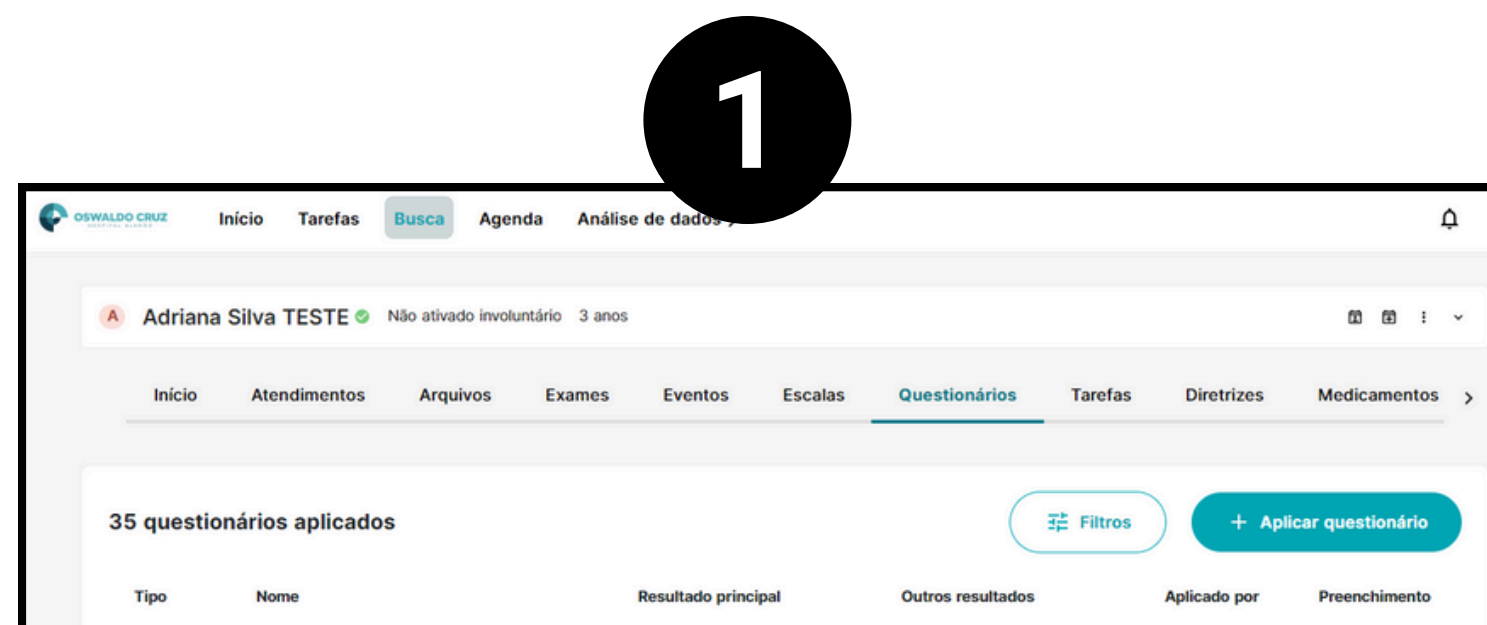 1
OSWALDO CRUZ
HOSPITAL ALEMÃO
Início Tarefas Busca Agenda Análise de dados
A Adriana Silva TESTE Não ativado involuntário 3 anos
Início Atendimentos Arquivos Exames Eventos Escalas Questionários Tarefas Diretrizes Medicamentos
35 questionários aplicados
Filtros
+ Aplicar questionário
Tipo Nome Resultado principal Outros resultados Aplicado por Preenchimento